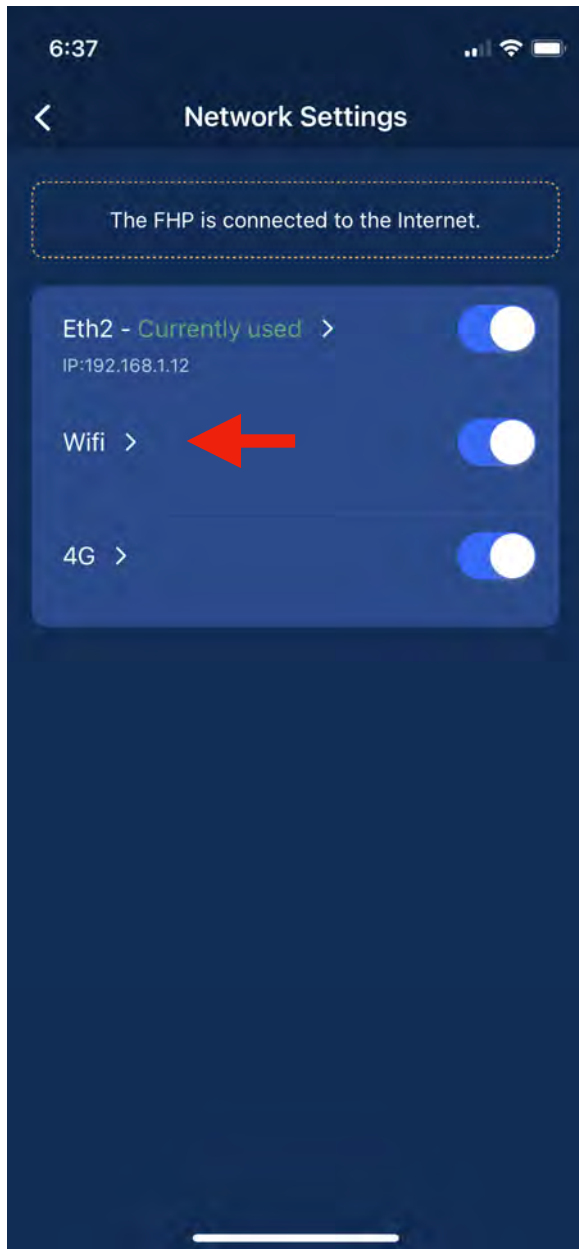 6:37
Network Settings
The FHP is connected to the Internet.
Eth2 - Currently used >
IP:192.168.1.12
Wifi >
4G >